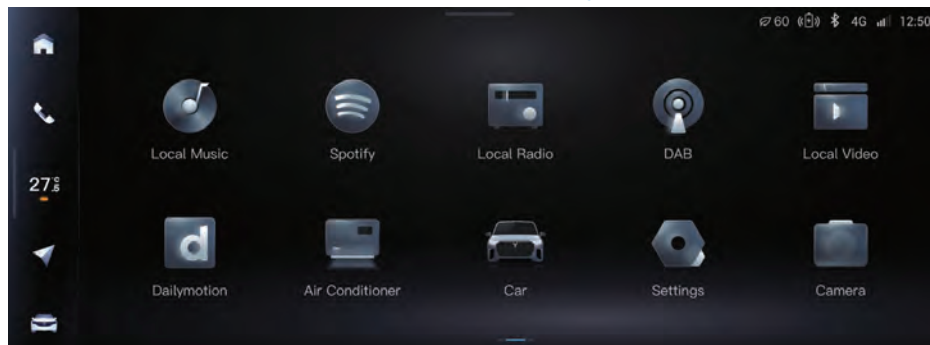 60 4G 12:50
Local Music Spotify Local Radio DAB Local Video
27.5°C
Dailymotion Air Conditioner Car Settings Camera